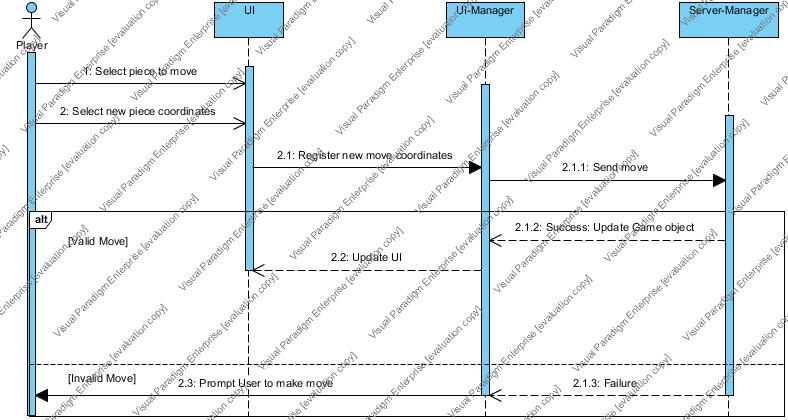 UI
Ui-Manager
Server-Manager
Player
1: Select piece to move
2: Select new piece coordinates
2.1: Register new move coordinates
2.1.1: Send move
alt
2.1.2: Success: Update Game object
[Valid Move]
2.2: Update UI
[Invalid Move]
2.3: Prompt User to make move
2.1.3: Failure
Visual Paradigm Enterprise [evaluation copy]